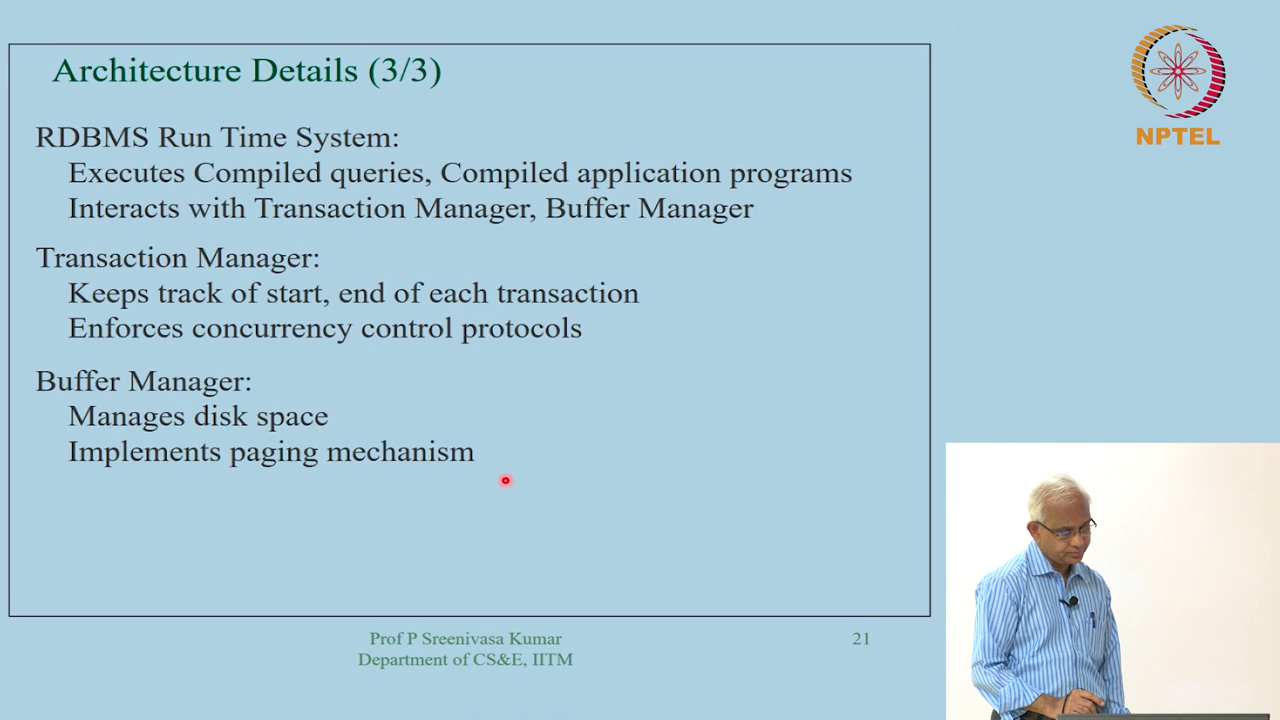 Architecture Details (3/3)
RDBMS Run Time System:
Executes Compiled queries, Compiled application programs
Interacts with Transaction Manager, Buffer Manager
Transaction Manager:
Keeps track of start, end of each transaction
Enforces concurrency control protocols
Buffer Manager:
Manages disk space
Implements paging mechanism
Prof P Sreenivasa Kumar
Department of CS&E, IITM
21
NPTEL